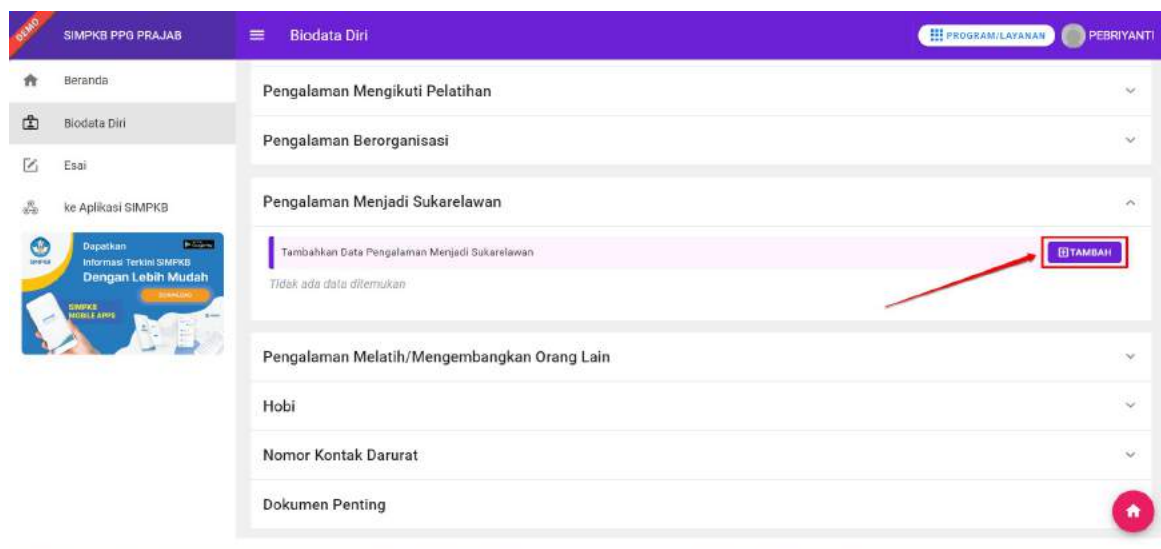 DEMO
SIMPKB PPG PRAJAB
Biodata Diri
PROGRAM/LAYANAN
PEBRIYANTI
Beranda
Biodata Diri
Esai
ke Aplikasi SIMPKB
Dapatkan
Informasi Terkini SIMPKB
Dengan Lebih Mudah
DOWNLOAD
SIMPKB
MOBILE APPS
Pengalaman Mengikuti Pelatihan
Pengalaman Berorganisasi
Pengalaman Menjadi Sukarelawan
Tambahkan Data Pengalaman Menjadi Sukarelawan
TAMBAH
Tidak ada data ditemukan
Pengalaman Melatih/Mengembangkan Orang Lain
Hobi
Nomor Kontak Darurat
Dokumen Penting